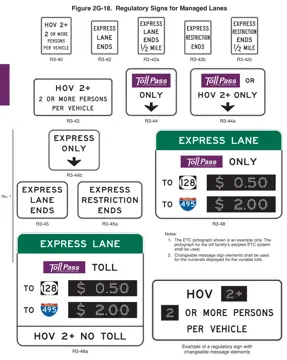 Figure 2G-18. Regulatory Signs for Managed Lanes
HOV 2+
2 OR MORE
PERSONS
PER VEHICLE
R3-40
EXPRESS
LANE
ENDS
R3-42
EXPRESS
LANE
ENDS
½ MILE
R3-42a
EXPRESS
RESTRICTION
ENDS
R3-42b
EXPRESS
RESTRICTION
ENDS
½ MILE
R3-42c
HOV 2+
2 OR MORE PERSONS
PER VEHICLE
R3-43
Toll Pass
ONLY
R3-44
Toll Pass OR
HOV 2+ ONLY
R3-44a
EXPRESS
ONLY
R3-44b
EXPRESS
LANE
ENDS
R3-45
EXPRESS
RESTRICTION
ENDS
R3-45a
EXPRESS LANE
Toll Pass ONLY
TO 128 $ 0.50
TO 495 $ 2.00
R3-48
EXPRESS LANE
Toll Pass TOLL
TO 128 $ 0.50
TO 495 $ 2.00
HOV 2+ NO TOLL
R3-48a
Notes:
1. The ETC pictograph shown is an example only. The
pictograph for the toll facility's adopted ETC system
shall be used.
2. Changeable message sign elements shall be used
for the numerals displayed for the variable tolls.
HOV 2+
2 OR MORE PERSONS
PER VEHICLE
Example of a regulatory sign with
changeable message elements